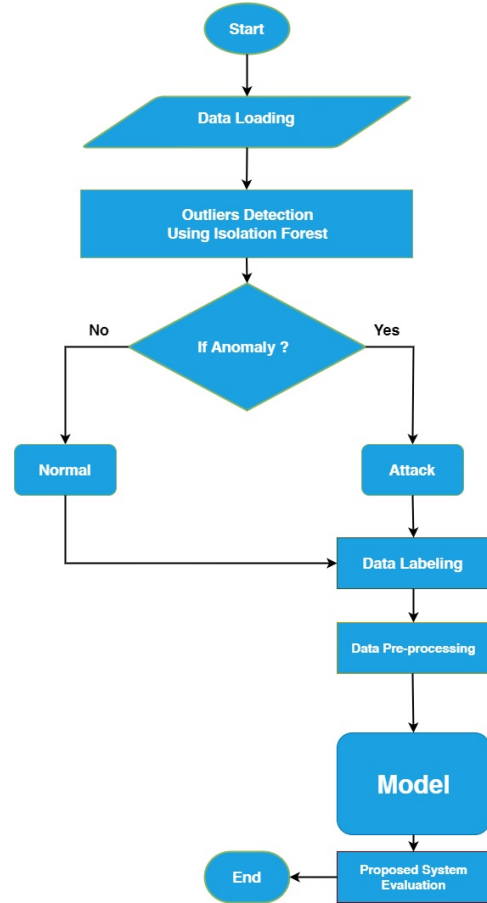 Start
Data Loading
Outliers Detection
Using Isolation Forest
If Anomaly ?
No
Yes
Normal
Attack
Data Labeling
Data Pre-processing
Model
Proposed System
Evaluation
End